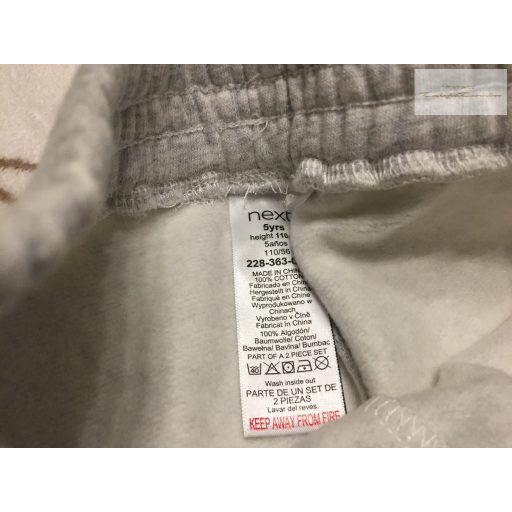 next
5yrs
height 110
5años
110/56
228-363-
MADE IN CHINA
100% COTTON
Fabricado en China
Hergestellt in China
Fabriqué en Chine
Wyprodukowano w
Chinach
Vyrobeno v Číně
Fabricat în China
100% Algodón/
Baumwolle/ Coton/
Bawełna/ Bavlna/ Bumbac
PART OF A 2 PIECE SET
40
Wash inside out
PARTE DE UN SET DE
2 PIEZAS
Lavar del revés.
KEEP AWAY FROM FIRE